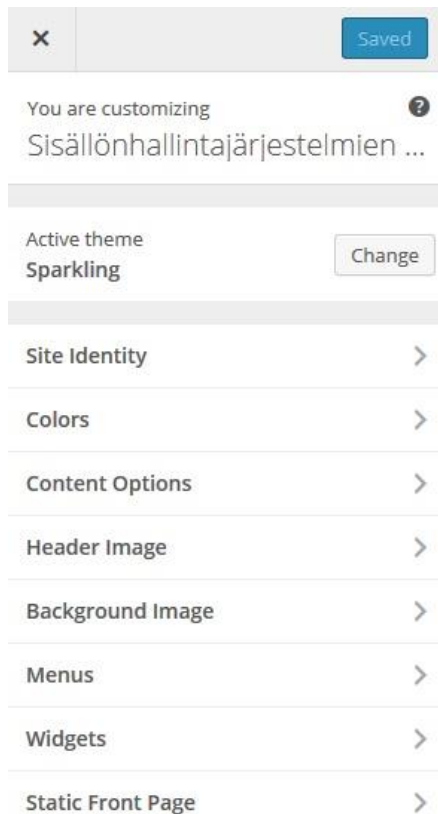 Saved
You are customizing
Sisällönhallintajärjestelmien ...
Active theme
Sparkling
Change
Site Identity
Colors
Content Options
Header Image
Background Image
Menus
Widgets
Static Front Page